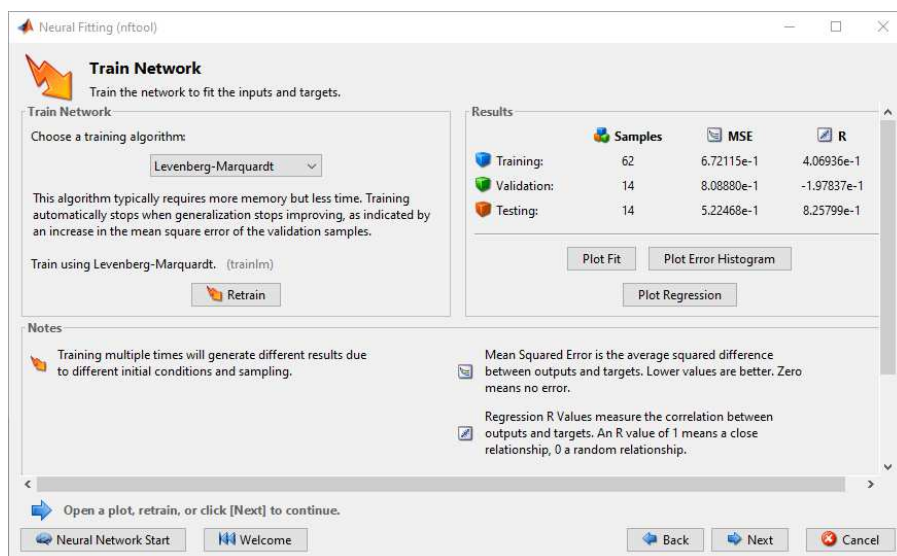 Neural Fitting (nftool)
Train Network
Train the network to fit the inputs and targets.
Train Network
Choose a training algorithm:
Levenberg-Marquardt
This algorithm typically requires more memory but less time. Training
automatically stops when generalization stops improving, as indicated by
an increase in the mean square error of the validation samples.
Train using Levenberg-Marquardt. (trainlm)
Retrain
Results
Samples MSE R
Training: 62 6.72115e-1 4.06936e-1
Validation: 14 8.08880e-1 -1.97837e-1
Testing: 14 5.22468e-1 8.25799e-1
Plot Fit Plot Error Histogram
Plot Regression
Notes
Training multiple times will generate different results due
to different initial conditions and sampling.
Mean Squared Error is the average squared difference
between outputs and targets. Lower values are better. Zero
means no error.
Regression R Values measure the correlation between
outputs and targets. An R value of 1 means a close
relationship, 0 a random relationship.
Open a plot, retrain, or click [Next] to continue.
Neural Network Start Welcome Back Next Cancel